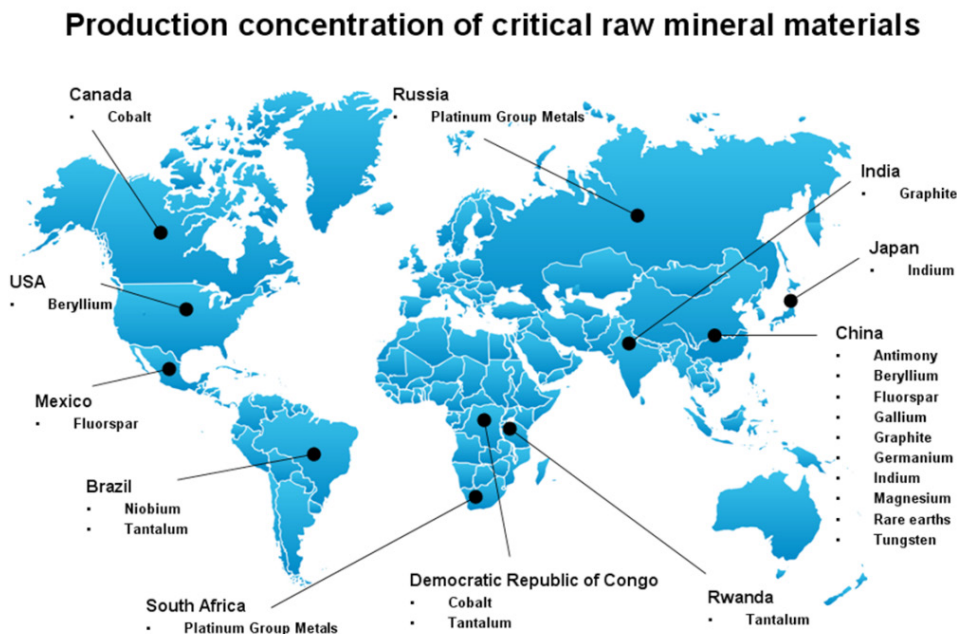 Production concentration of critical raw mineral materials
Canada
▪ Cobalt
Russia
▪ Platinum Group Metals
India
▪ Graphite
Japan
▪ Indium
USA
▪ Beryllium
China
▪ Antimony
▪ Beryllium
▪ Fluorspar
▪ Gallium
▪ Graphite
▪ Germanium
▪ Indium
▪ Magnesium
▪ Rare earths
▪ Tungsten
Mexico
▪ Fluorspar
Brazil
▪ Niobium
▪ Tantalum
South Africa
▪ Platinum Group Metals
Democratic Republic of Congo
▪ Cobalt
▪ Tantalum
Rwanda
▪ Tantalum